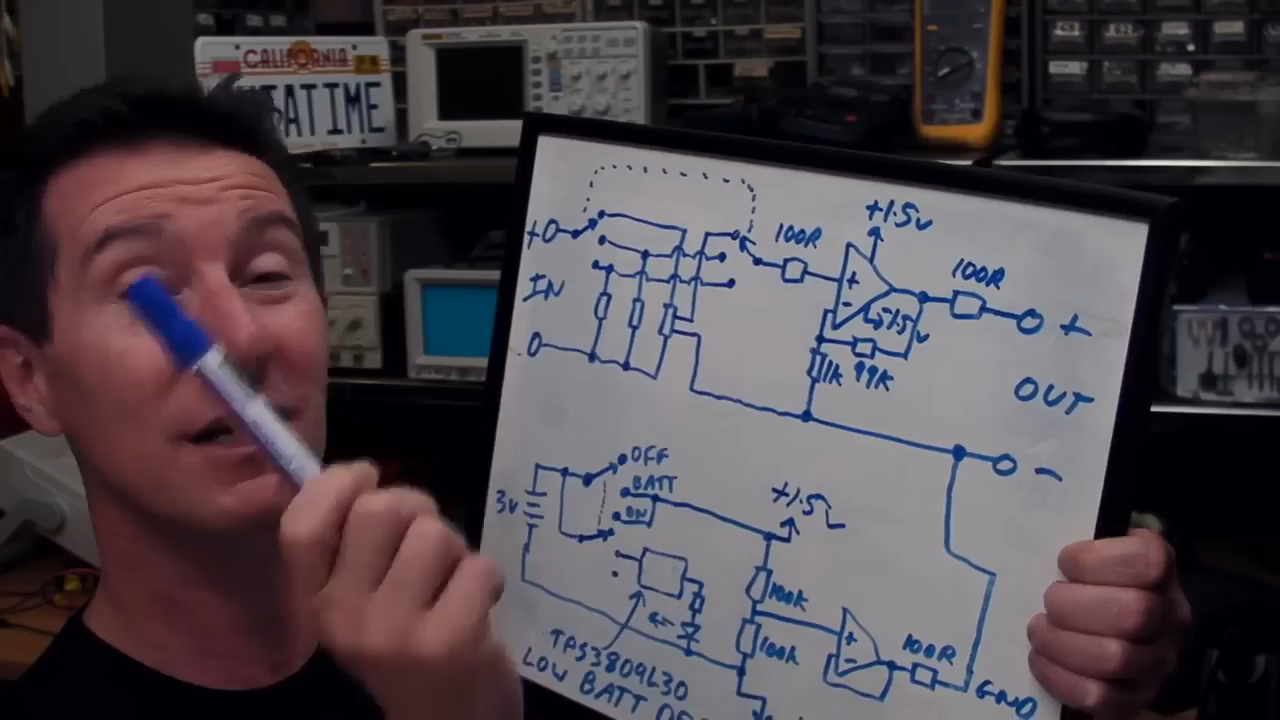 CALIFORNIA
ATIME
+1.5v
+
100R
100R
IN
+
-
+
-1.5v
1k
99k
OUT
-
OFF
BATT
ON
3v
+1.5v
100k
100k
+
-
100R
GND
TPS3809L30
LOW BATT